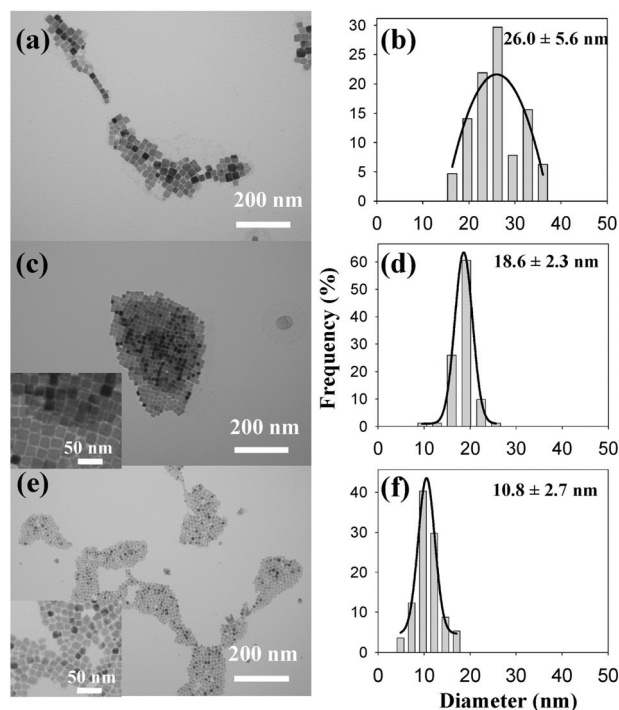 (a)
200 nm
(b)
26.0 ± 5.6 nm
30
25
20
15
10
5
0
0 10 20 30 40 50
(c)
50 nm
200 nm
(d)
18.6 ± 2.3 nm
60
50
40
30
20
10
0
0 10 20 30 40 50
Frequency (%)
(e)
50 nm
200 nm
(f)
10.8 ± 2.7 nm
40
30
20
10
0
0 10 20 30 40 50
Diameter (nm)